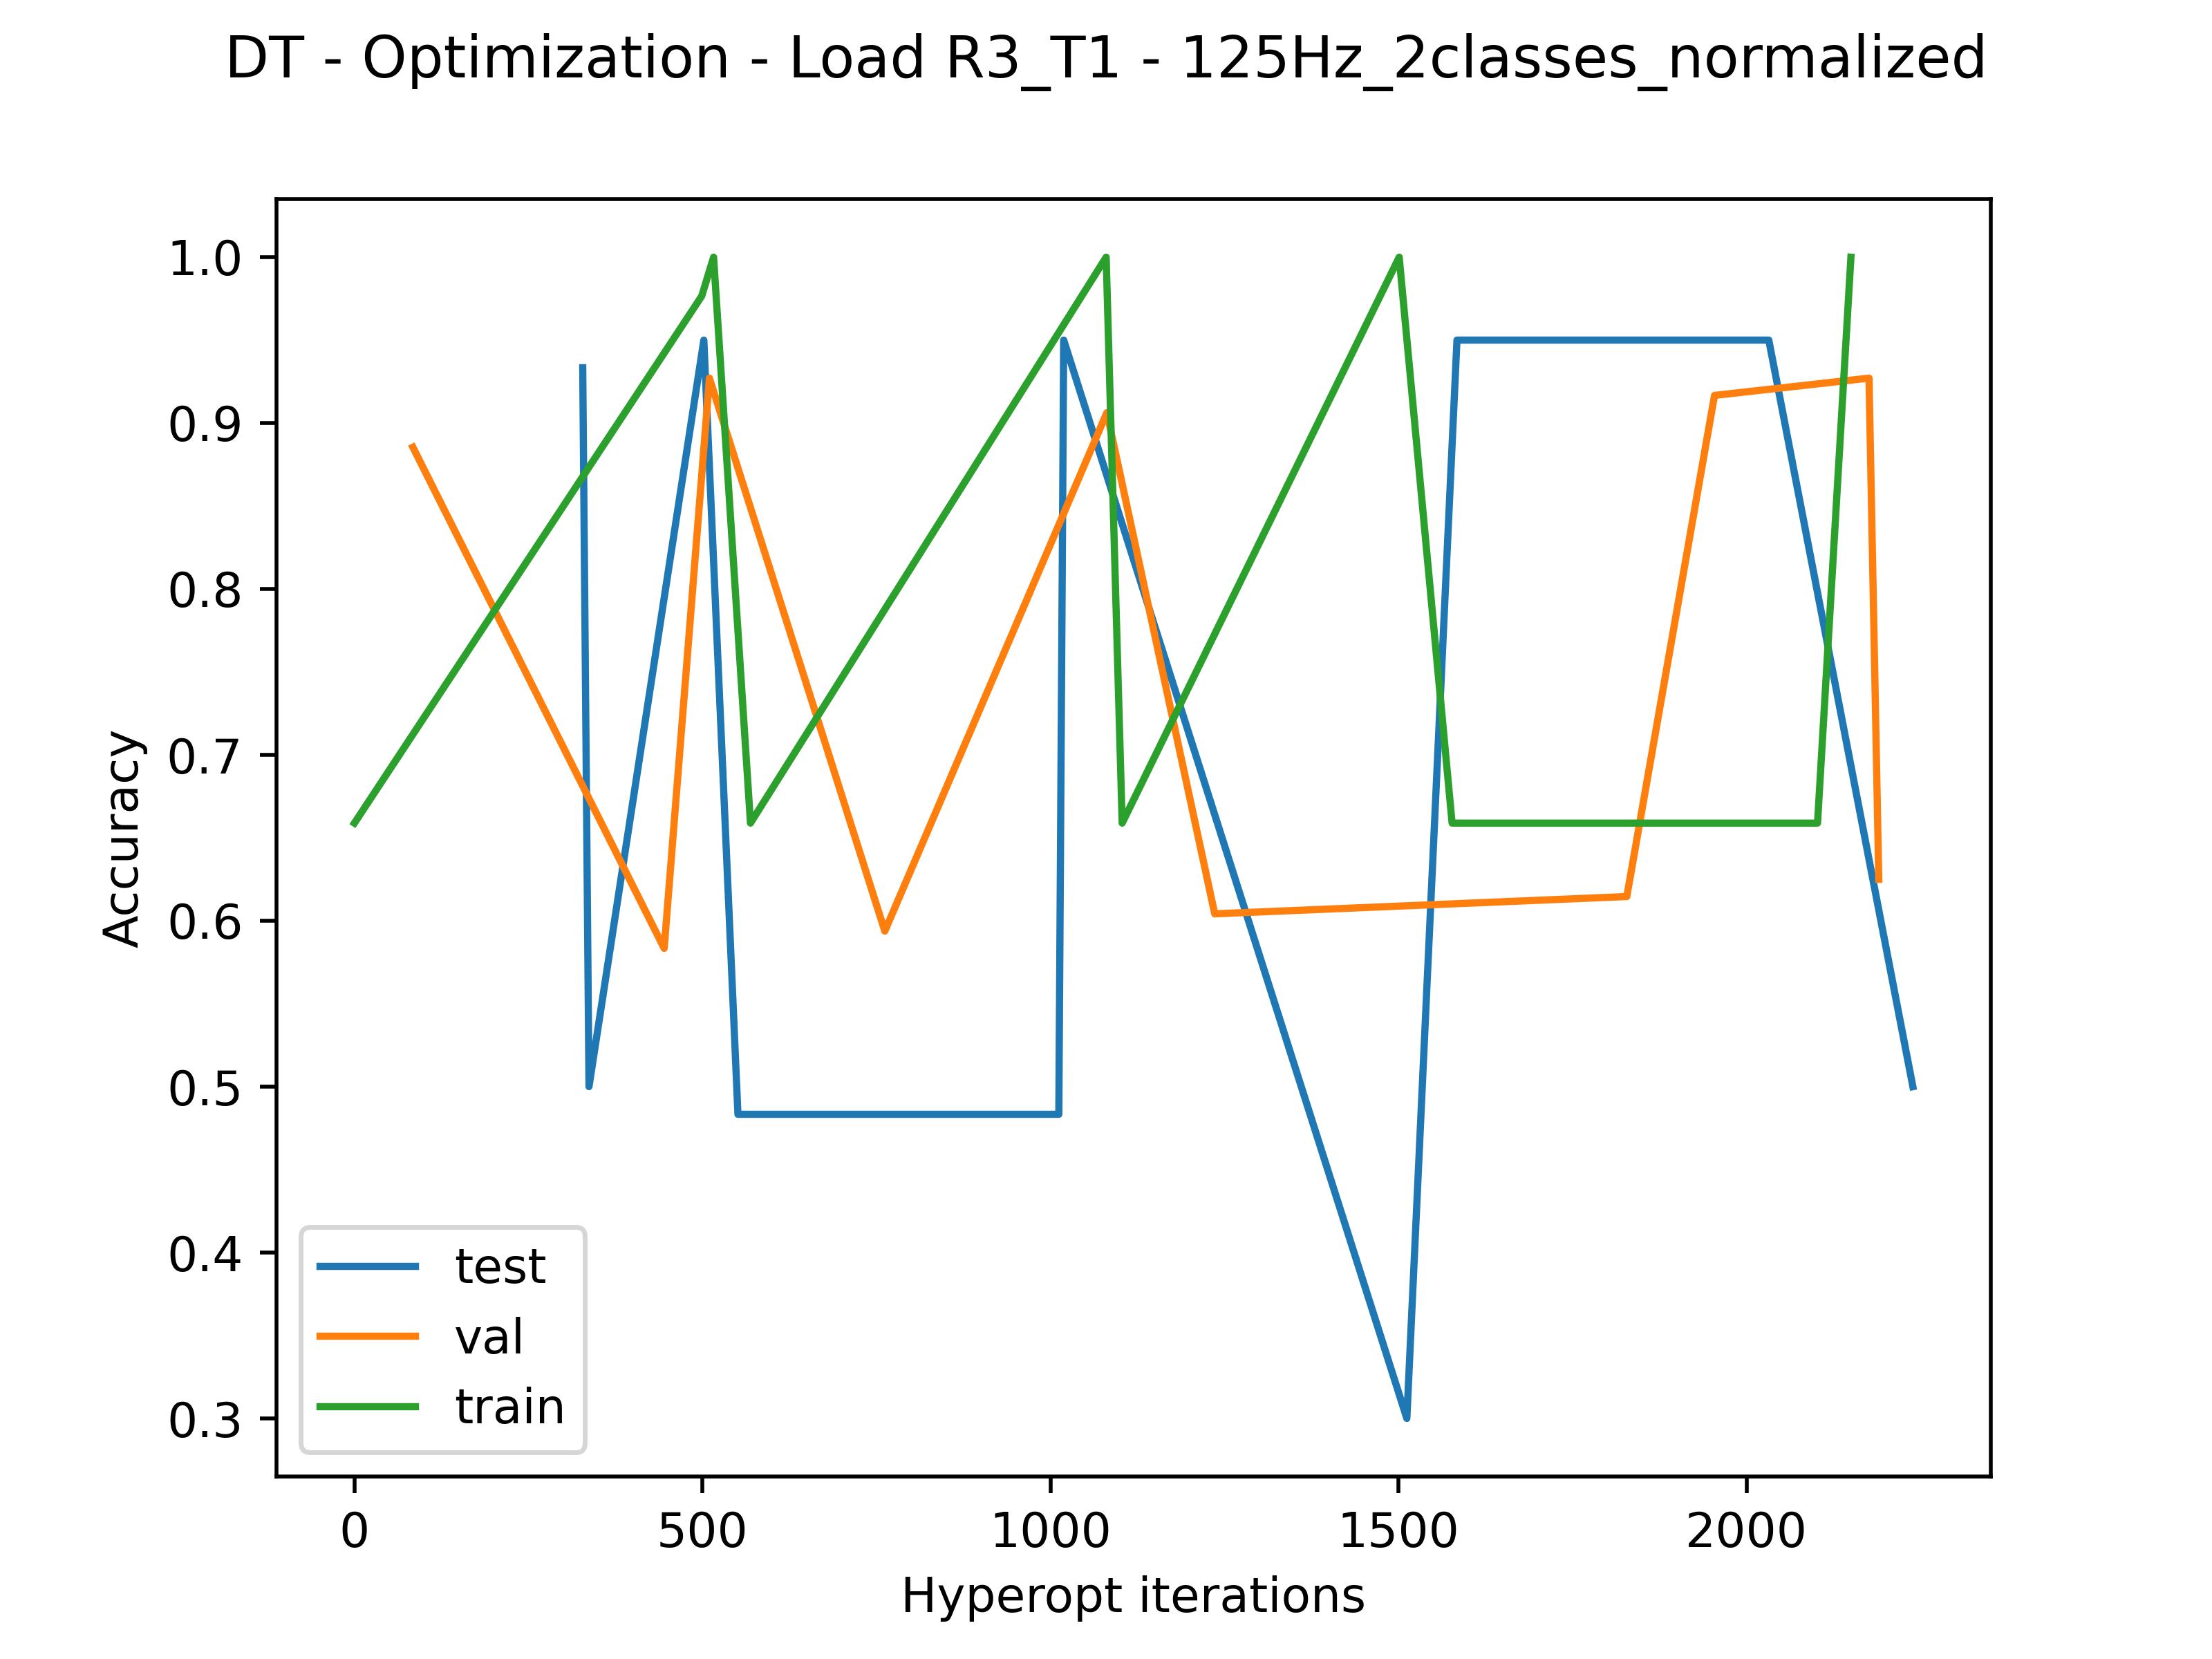 DT - Optimization - Load R3_T1 - 125Hz_2classes_normalized
1.0
0.9
0.8
0.7
0.6
0.5
0.4
0.3
Accuracy
test
val
train
0 500 1000 1500 2000
Hyperopt iterations